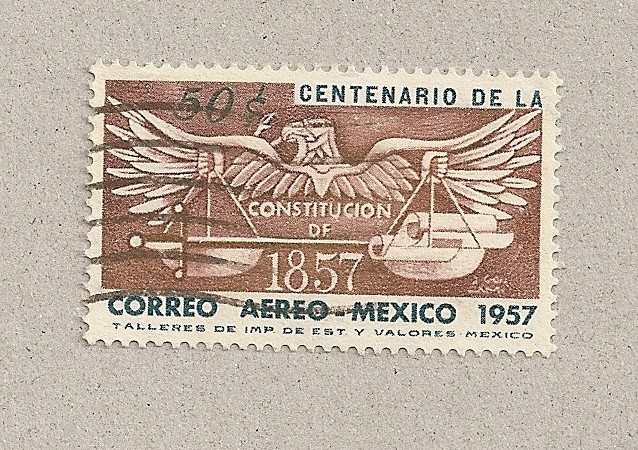 50 ¢ CENTENARIO DE LA
CONSTITUCION
DE
1857
CORREO AEREO-MEXICO 1957
TALLERES DE IMP. DE EST. Y VALORES-MEXICO